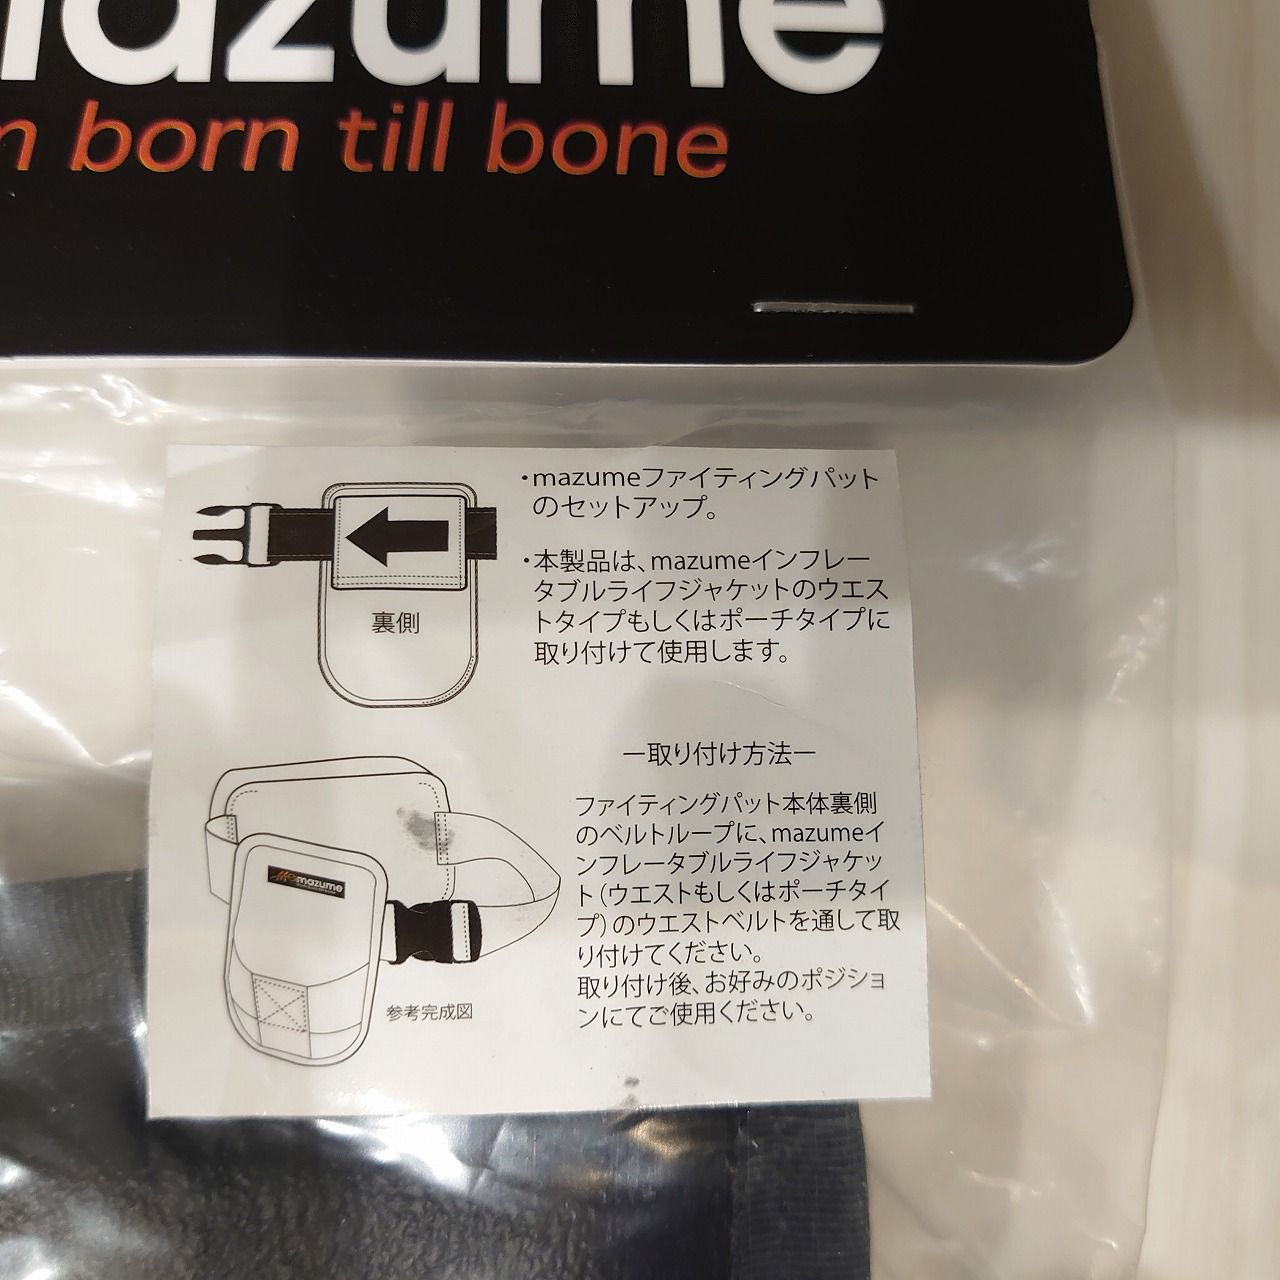 mazume
born till bone
・mazumeファイティングパット
のセットアップ。
・本製品は、mazumeインフレー
タブルライフジャケットのウエス
トタイプもしくはポーチタイプに
取り付けて使用します。
裏側
ー取り付け方法ー
ファイティングパット本体裏側
のベルトループに、mazumeイ
ンフレータブルライフジャケッ
ト（ウエストもしくはポーチタイ
プ）のウエストベルトを通して取
り付けてください。
取り付け後、お好みのポジショ
ンにてご使用ください。
mazume
参考完成図